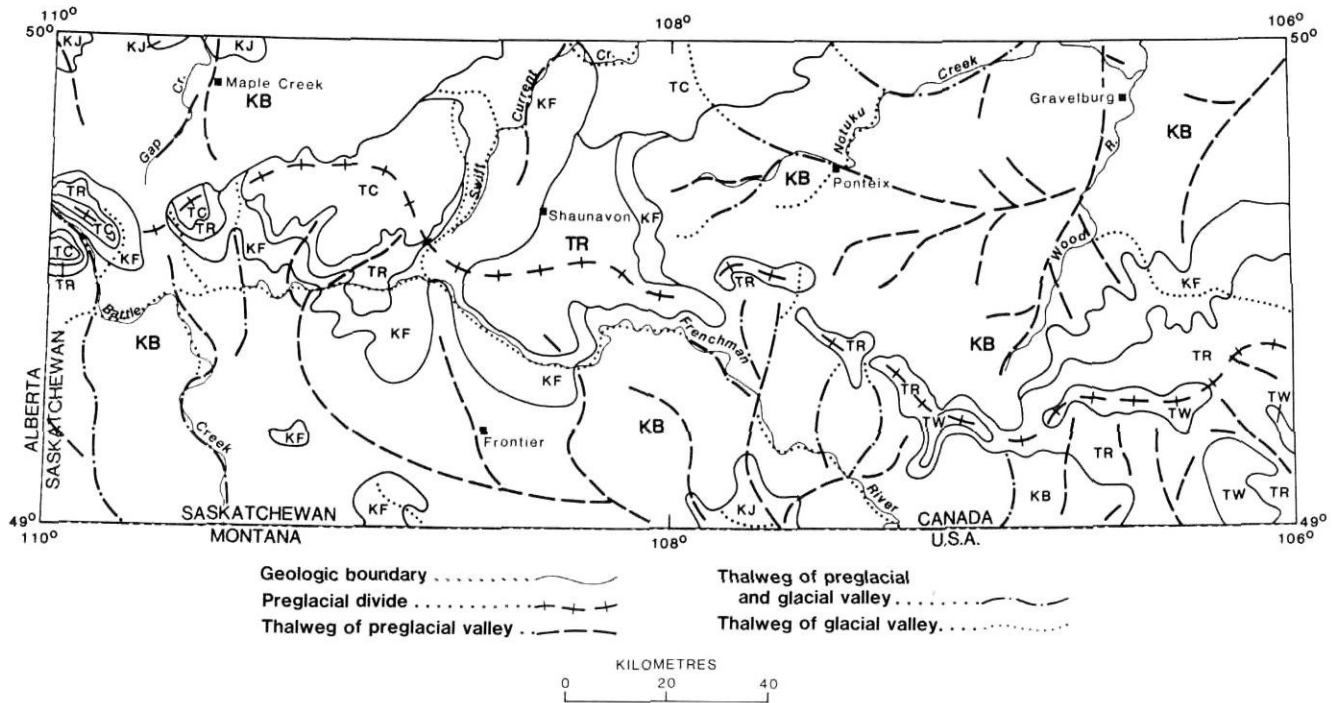 110°
108°
106°
50°
50°
KJ
KJ
KJ
Cr.
Maple Creek
KB
Gap
Cr.
Current
KF
TC
Creek
Notuku
Gravelburg
KB
R.
TR
TC
TC
KF
TR
TC
TR
KF
TC
TR
Swift
Shaunavon
TR
KF
KB
Ponteix
Wood
KF
TR
Battle
KB
KF
KF
Frenchman
TR
TR
TW
KB
TR
TW
TW
TR
ALBERTA
SASKATCHEWAN
Creek
KF
Frontier
KB
KF
KJ
River
KB
TW
TR
49°
SASKATCHEWAN
MONTANA
CANADA
U.S.A.
49°
110°
108°
106°
Geologic boundary
Preglacial divide
Thalweg of preglacial valley
Thalweg of preglacial
and glacial valley
Thalweg of glacial valley
KILOMETRES
0 20 40